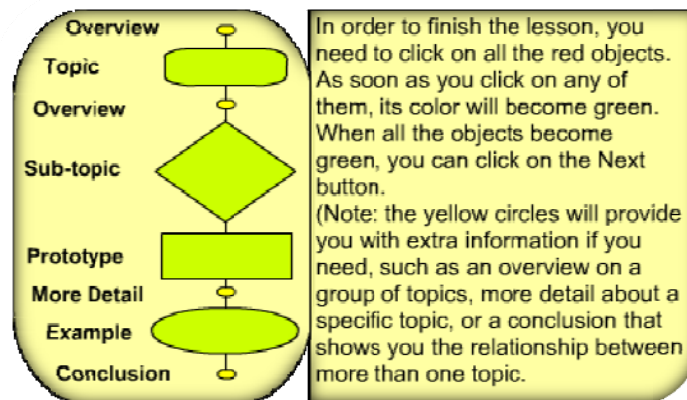 Overview
Topic
Overview
Sub-topic
Prototype
More Detail
Example
Conclusion
In order to finish the lesson, you
need to click on all the red objects.
As soon as you click on any of
them, its color will become green.
When all the objects become
green, you can click on the Next
button.
(Note: the yellow circles will provide
you with extra information if you
need, such as an overview on a
group of topics, more detail about a
specific topic, or a conclusion that
shows you the relationship between
more than one topic.